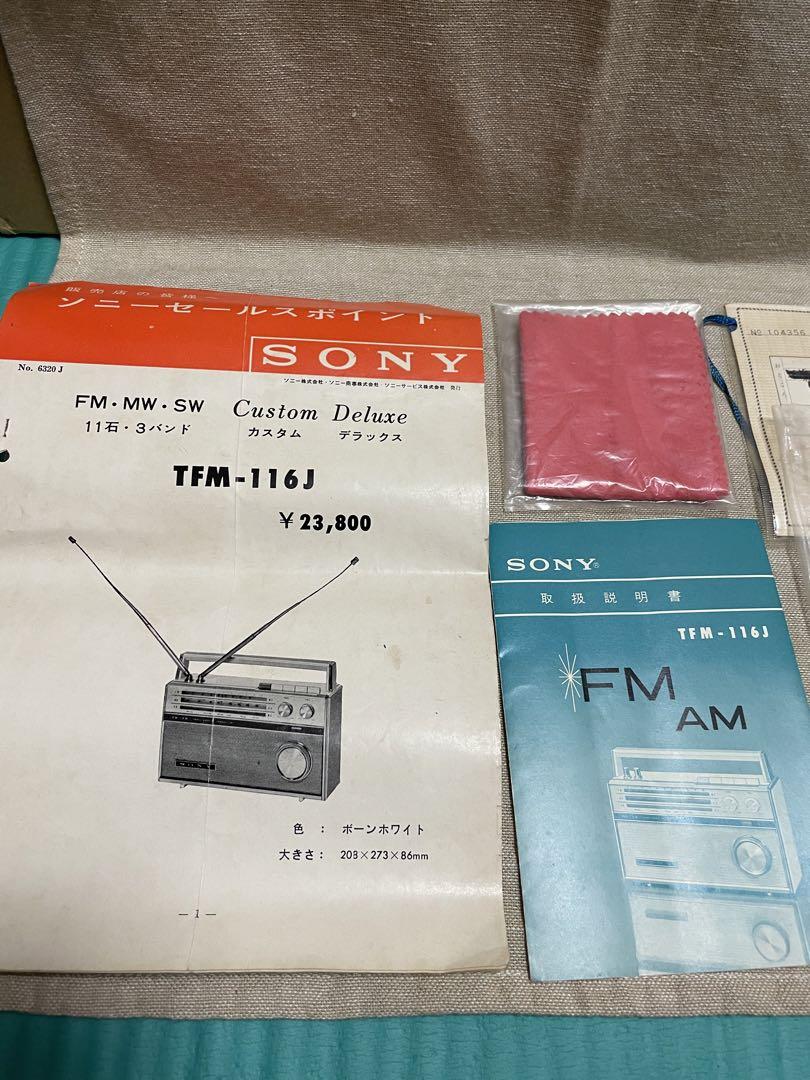 販売店の皆様
ソニーセールスポイント
SONY
No. 6320 J
ソニー株式会社・ソニー商事株式会社・ソニーサービス株式会社 発行
FM・MW・SW Custom Deluxe
11石・3バンド カスタム デラックス
TFM-116J
¥23,800
色 : ボーンホワイト
大きさ: 208×273×86mm
— 1 —
SONY®
取扱説明書
TFM-116J
FM
AM
No 104356